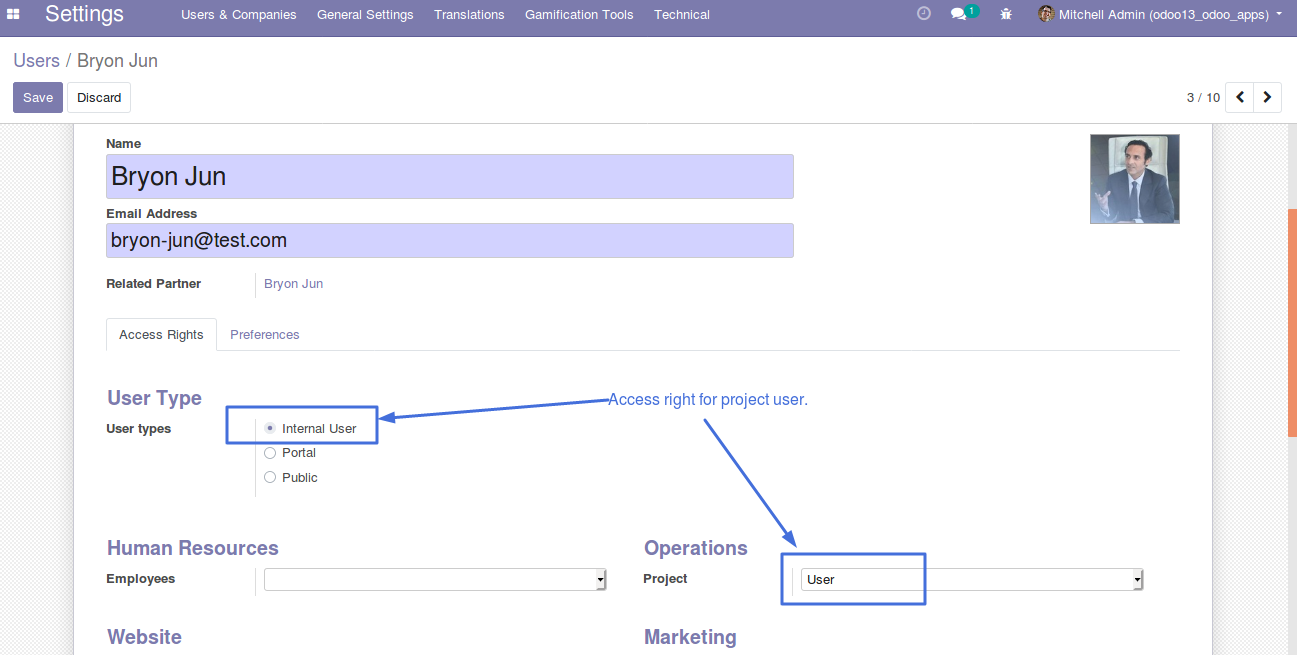 Settings Users & Companies General Settings Translations Gamification Tools Technical 1 Mitchell Admin (odoo13_odoo_apps)
Users / Bryon Jun
Save Discard 3 / 10
Name
Bryon Jun
Email Address
bryon-jun@test.com
Related Partner Bryon Jun
Access Rights Preferences
User Type Access right for project user.
User types Internal User
Portal
Public
Human Resources Operations
Employees Project User
Website Marketing